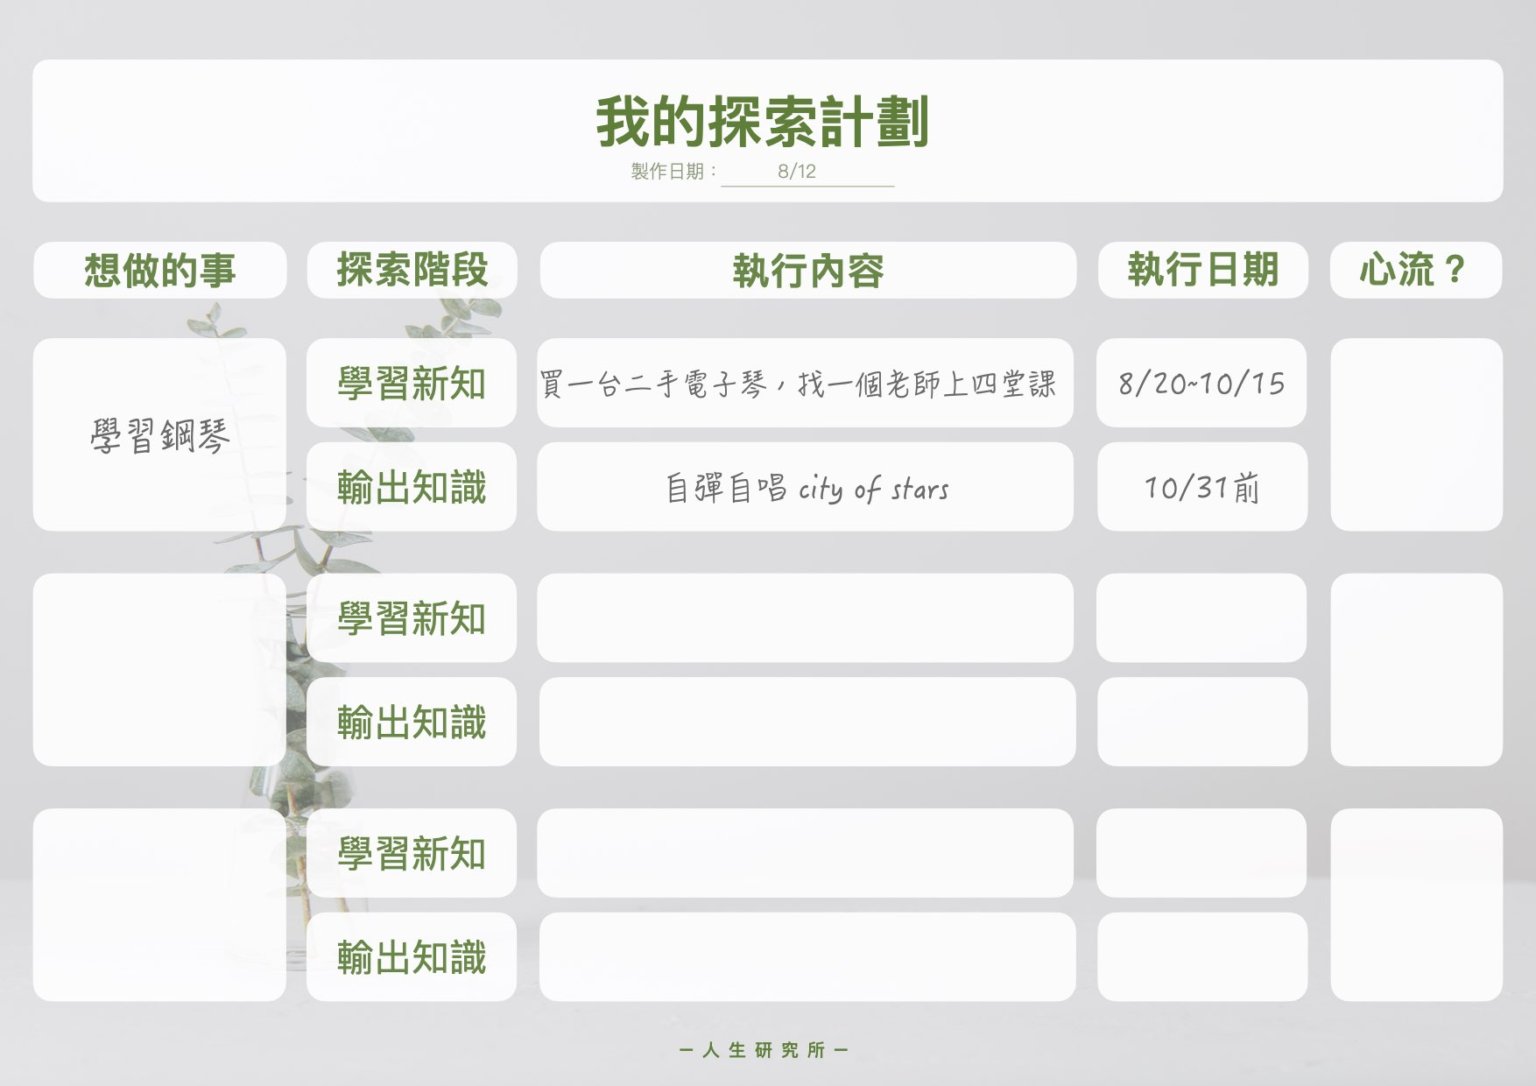 我的探索計劃
製作日期： 8/12
想做的事 探索階段 執行內容 執行日期 心流？
學習新知 買一台二手電子琴，找一個老師上四堂課 8/20~10/15
學習鋼琴
輸出知識 自彈自唱 city of stars 10/31前
學習新知
輸出知識
學習新知
輸出知識
－人生研究所－